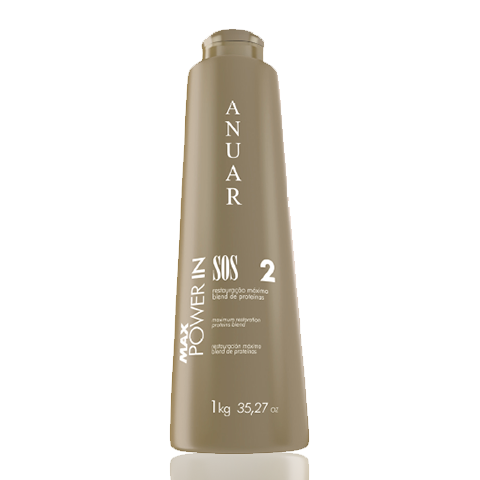 ANUAR
MAX
POWER IN
SOS
2
restauração máxima
blend de proteínas
maximum restoration
proteins blend
restauración máxima
blend de proteínas
1kg 35,27 oz